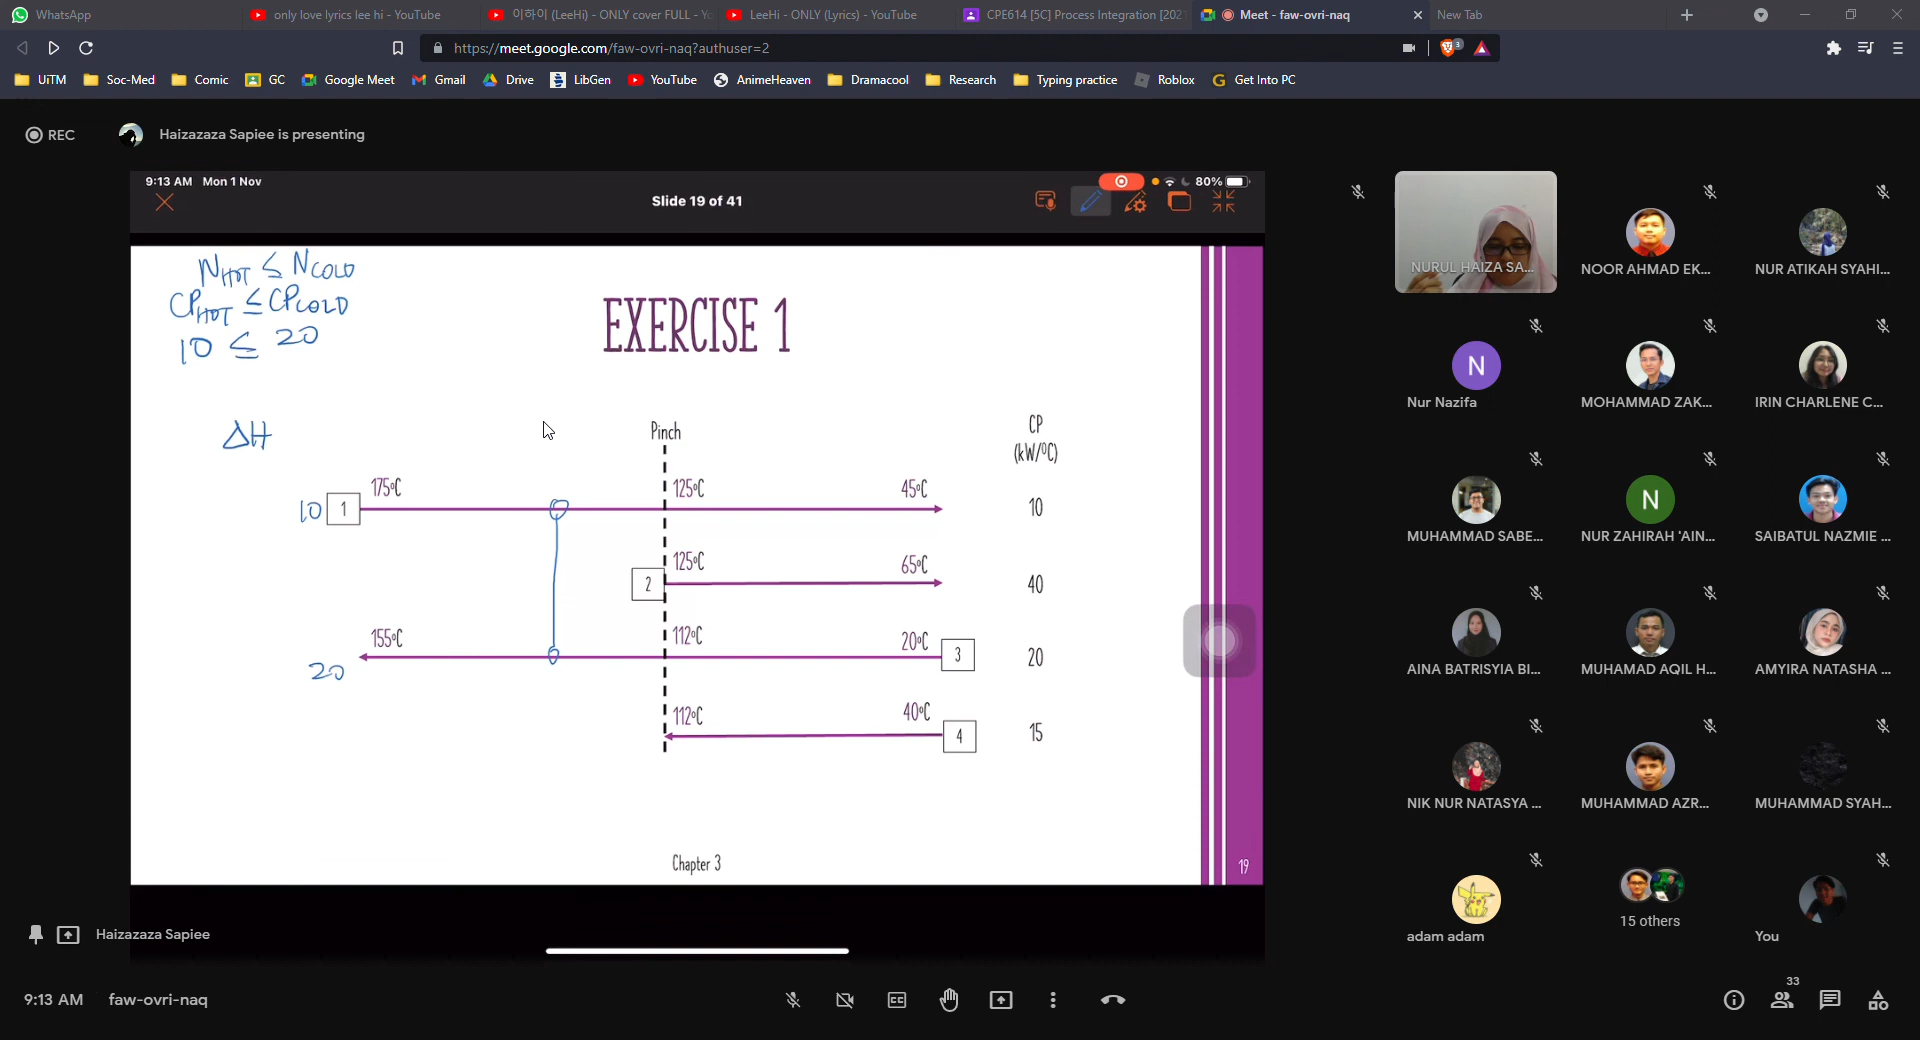 WhatsApp
only love lyrics lee hi - YouTube
이하이 (LeeHi) - ONLY cover FULL - Yo
LeeHi - ONLY (Lyrics) - YouTube
CPE614 [5C] Process Integration [202
Meet - faw-ovri-naq
New Tab
https://meet.google.com/faw-ovri-naq?authuser=2
3
UiTM
Soc-Med
Comic
GC
Google Meet
Gmail
Drive
LibGen
YouTube
AnimeHeaven
Dramacool
Research
Typing practice
Roblox
Get Into PC
REC
Haizazaza Sapiee is presenting
9:13 AM Mon 1 Nov
80%
Slide 19 of 41
N HOT ≤ N COLD
CP HOT ≤ CP COLD
10 ≤ 20
EXERCISE 1
ΔH
Pinch
CP
(kW/°C)
175°C
125°C
45°C
10
1
10
125°C
65°C
2
40
155°C
112°C
20°C
3
20
20
112°C
40°C
4
15
Chapter 3
19
NURUL HAIZA SA...
NOOR AHMAD EK...
NUR ATIKAH SYAHI...
N
Nur Nazifa
MOHAMMAD ZAK...
IRIN CHARLENE C...
MUHAMMAD SABE...
N
NUR ZAHIRAH 'AIN...
SAIBATUL NAZMIE ...
AINA BATRISYIA BI...
MUHAMAD AQIL H...
AMYIRA NATASHA ...
NIK NUR NATASYA ...
MUHAMMAD AZR...
MUHAMMAD SYAH...
adam adam
15 others
You
Haizazaza Sapiee
9:13 AM
faw-ovri-naq
33